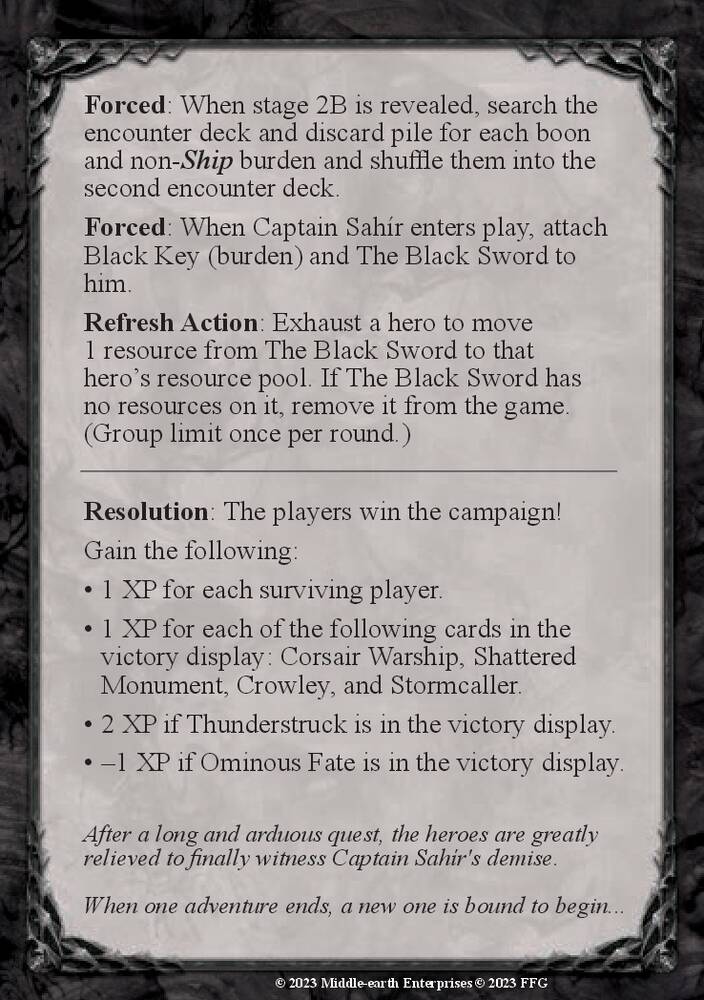 Forced: When stage 2B is revealed, search the
encounter deck and discard pile for each boon
and non-Ship burden and shuffle them into the
second encounter deck.
Forced: When Captain Sahír enters play, attach
Black Key (burden) and The Black Sword to
him.
Refresh Action: Exhaust a hero to move
1 resource from The Black Sword to that
hero's resource pool. If The Black Sword has
no resources on it, remove it from the game.
(Group limit once per round.)
Resolution: The players win the campaign!
Gain the following:
• 1 XP for each surviving player.
• 1 XP for each of the following cards in the
victory display: Corsair Warship, Shattered
Monument, Crowley, and Stormcaller.
• 2 XP if Thunderstruck is in the victory display.
• –1 XP if Ominous Fate is in the victory display.
After a long and arduous quest, the heroes are greatly
relieved to finally witness Captain Sahír's demise.
When one adventure ends, a new one is bound to begin...
© 2023 Middle-earth Enterprises © 2023 FFG